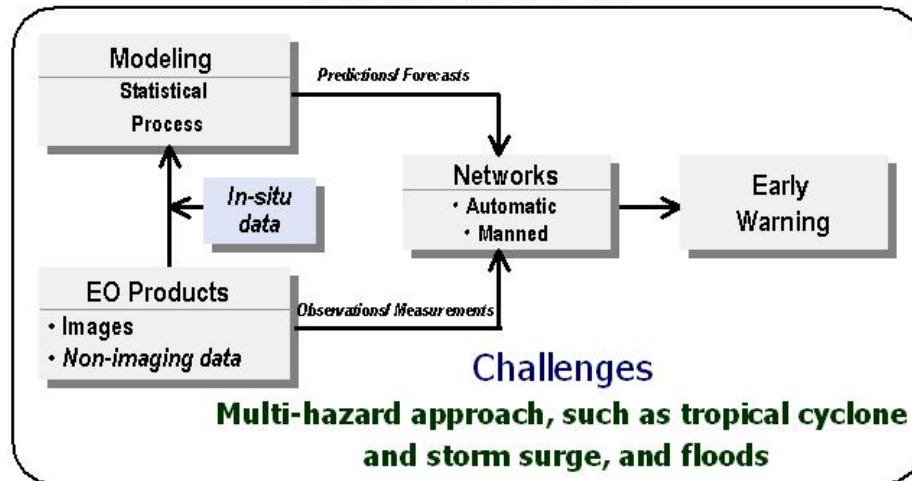 Modeling
Statistical
Process
Predictions/ Forecasts
In-situ
data
Networks
• Automatic
• Manned
Early
Warning
EO Products
• Images
• Non-imaging data
Observations/ Measurements
Challenges
Multi-hazard approach, such as tropical cyclone
and storm surge, and floods